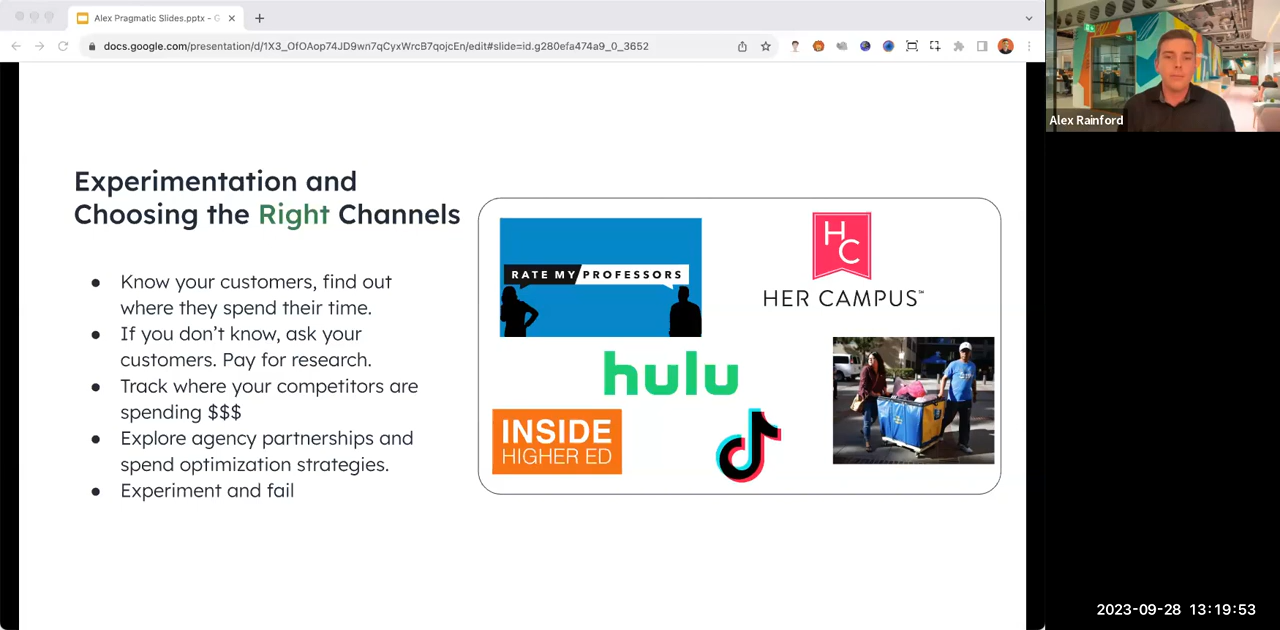 Alex Pragmatic Slides.pptx - G
docs.google.com/presentation/d/1X3_OfOAop74JD9wn7qCyxWrcB7qojcEn/edit#slide=id.g280efa474a9_0_3652
Alex Rainford
Experimentation and
Choosing the Right Channels
● Know your customers, find out
where they spend their time.
● If you don’t know, ask your
customers. Pay for research.
● Track where your competitors are
spending $$$
● Explore agency partnerships and
spend optimization strategies.
● Experiment and fail
RATE MY PROFESSORS
HC
HER CAMPUS℠
hulu
INSIDE
HIGHER ED
2023-09-28 13:19:53